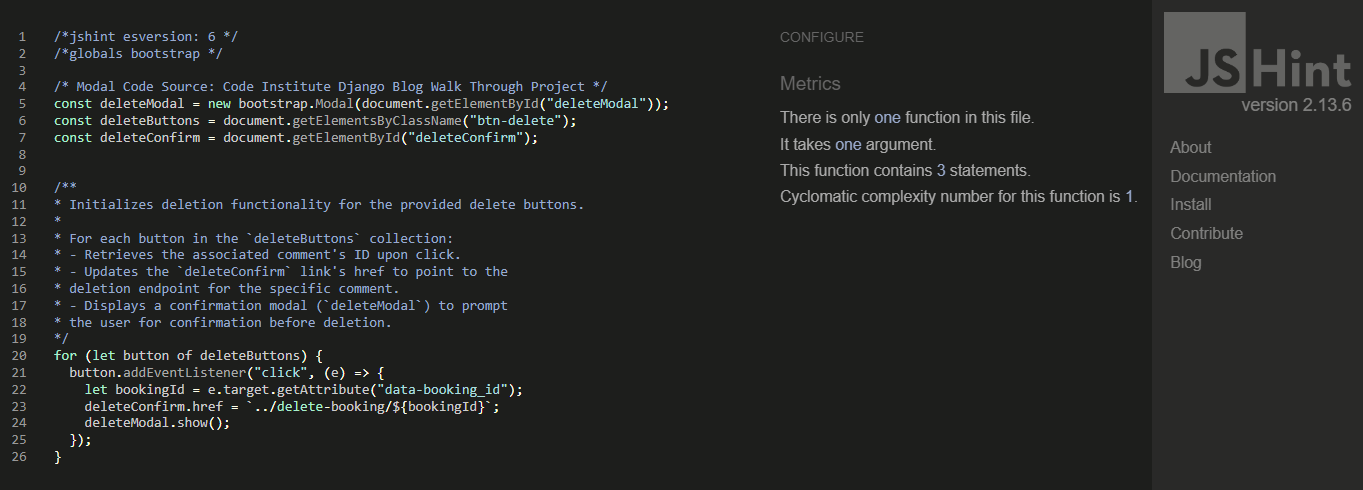 1 /*jshint esversion: 6 */
2 /*globals bootstrap */
3
4 /* Modal Code Source: Code Institute Django Blog Walk Through Project */
5 const deleteModal = new bootstrap.Modal(document.getElementById("deleteModal"));
6 const deleteButtons = document.getElementsByClassName("btn-delete");
7 const deleteConfirm = document.getElementById("deleteConfirm");
8
9
10 /**
11 * Initializes deletion functionality for the provided delete buttons.
12 *
13 * For each button in the `deleteButtons` collection:
14 * - Retrieves the associated comment's ID upon click.
15 * - Updates the `deleteConfirm` link's href to point to the
16 * deletion endpoint for the specific comment.
17 * - Displays a confirmation modal (`deleteModal`) to prompt
18 * the user for confirmation before deletion.
19 */
20 for (let button of deleteButtons) {
21   button.addEventListener("click", (e) => {
22     let bookingId = e.target.getAttribute("data-booking_id");
23     deleteConfirm.href = `../delete-booking/${bookingId}`;
24     deleteModal.show();
25   });
26 }
CONFIGURE
Metrics
There is only one function in this file.
It takes one argument.
This function contains 3 statements.
Cyclomatic complexity number for this function is 1.
JSHint
version 2.13.6
About
Documentation
Install
Contribute
Blog